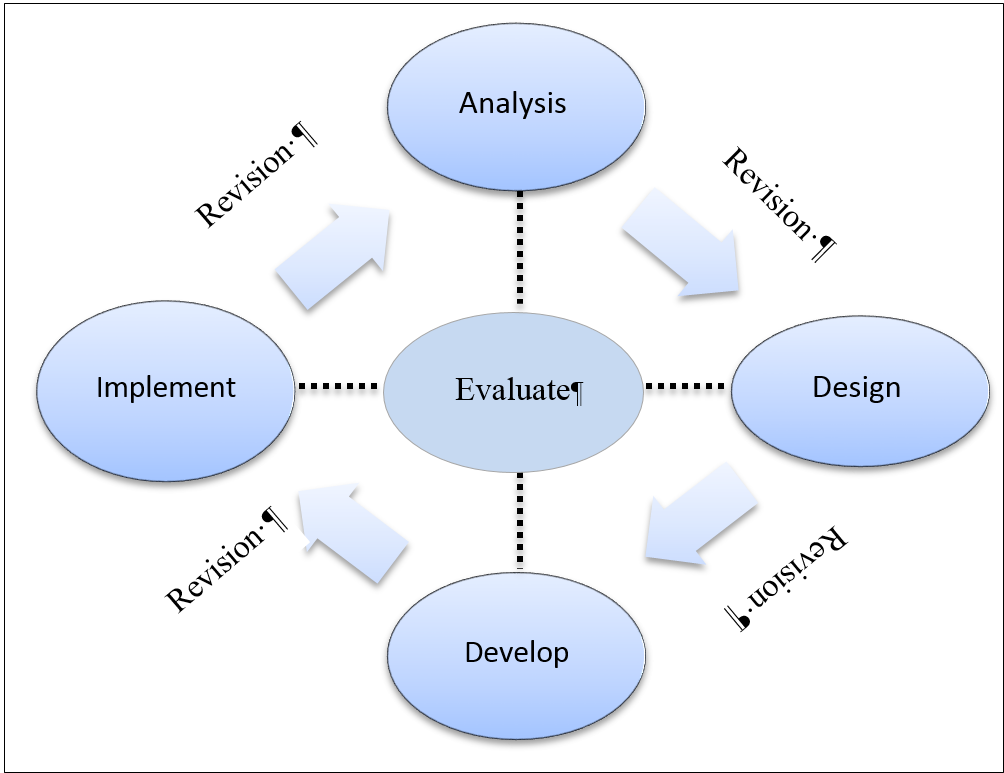 Analysis
Revision·¶
Revision·¶
Implement
Evaluate¶
Design
Revision·¶
Revision·¶
Develop